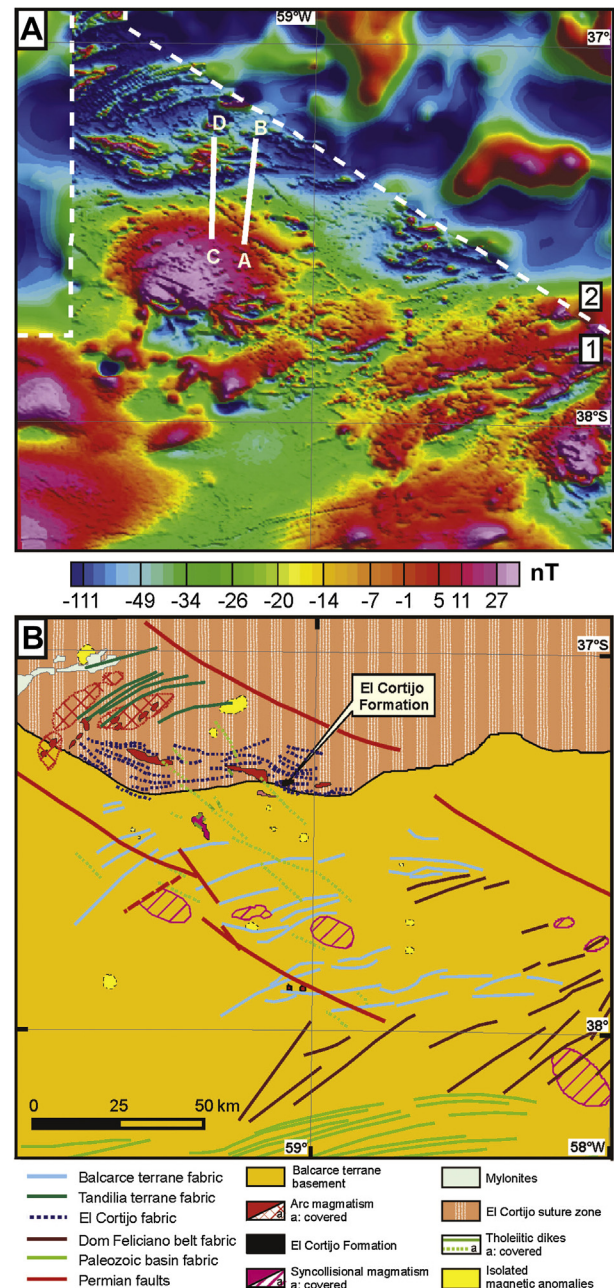 A
59°W
37°
D
B
C
A
2
1
38°S
nT
-111 -49 -34 -26 -20 -14 -7 -1 5 11 27
B
37°S
El Cortijo
Formation
38°
0 25 50 km
59°
58°W
Balcarce terrane fabric
Tandilia terrane fabric
El Cortijo fabric
Dom Feliciano belt fabric
Paleozoic basin fabric
Permian faults
Balcarce terrane
basement
a
Arc magmatism
a: covered
El Cortijo Formation
a
Syncollisional magmatism
a: covered
Mylonites
El Cortijo suture zone
a
Tholeiitic dikes
a: covered
Isolated
magnetic anomalies